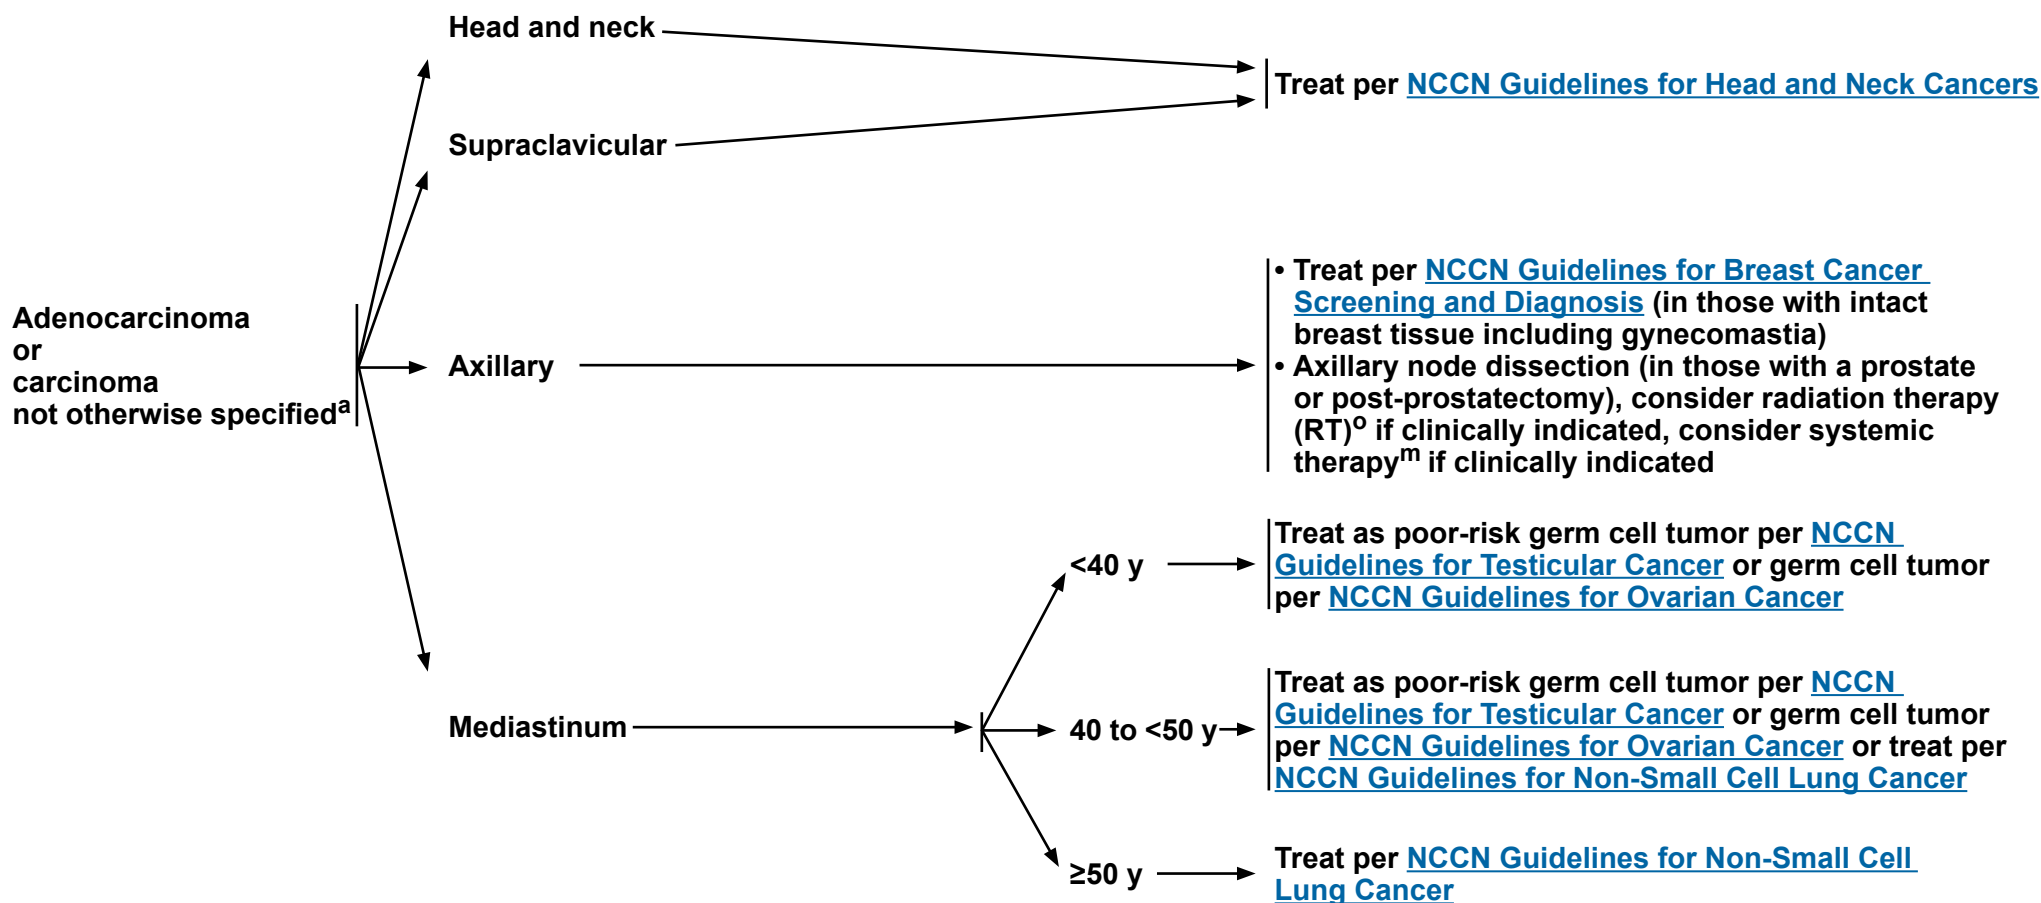 Head and neck
Treat per NCCN Guidelines for Head and Neck Cancers
Supraclavicular
Adenocarcinoma
or
carcinoma
not otherwise specifiedᵃ
Axillary
• Treat per NCCN Guidelines for Breast Cancer
Screening and Diagnosis (in those with intact
breast tissue including gynecomastia)
• Axillary node dissection (in those with a prostate
or post-prostatectomy), consider radiation therapy
(RT)ᵒ if clinically indicated, consider systemic
therapyᵐ if clinically indicated
Mediastinum
<40 y
Treat as poor-risk germ cell tumor per NCCN
Guidelines for Testicular Cancer or germ cell tumor
per NCCN Guidelines for Ovarian Cancer
40 to <50 y
Treat as poor-risk germ cell tumor per NCCN
Guidelines for Testicular Cancer or germ cell tumor
per NCCN Guidelines for Ovarian Cancer or treat per
NCCN Guidelines for Non-Small Cell Lung Cancer
≥50 y
Treat per NCCN Guidelines for Non-Small Cell
Lung Cancer